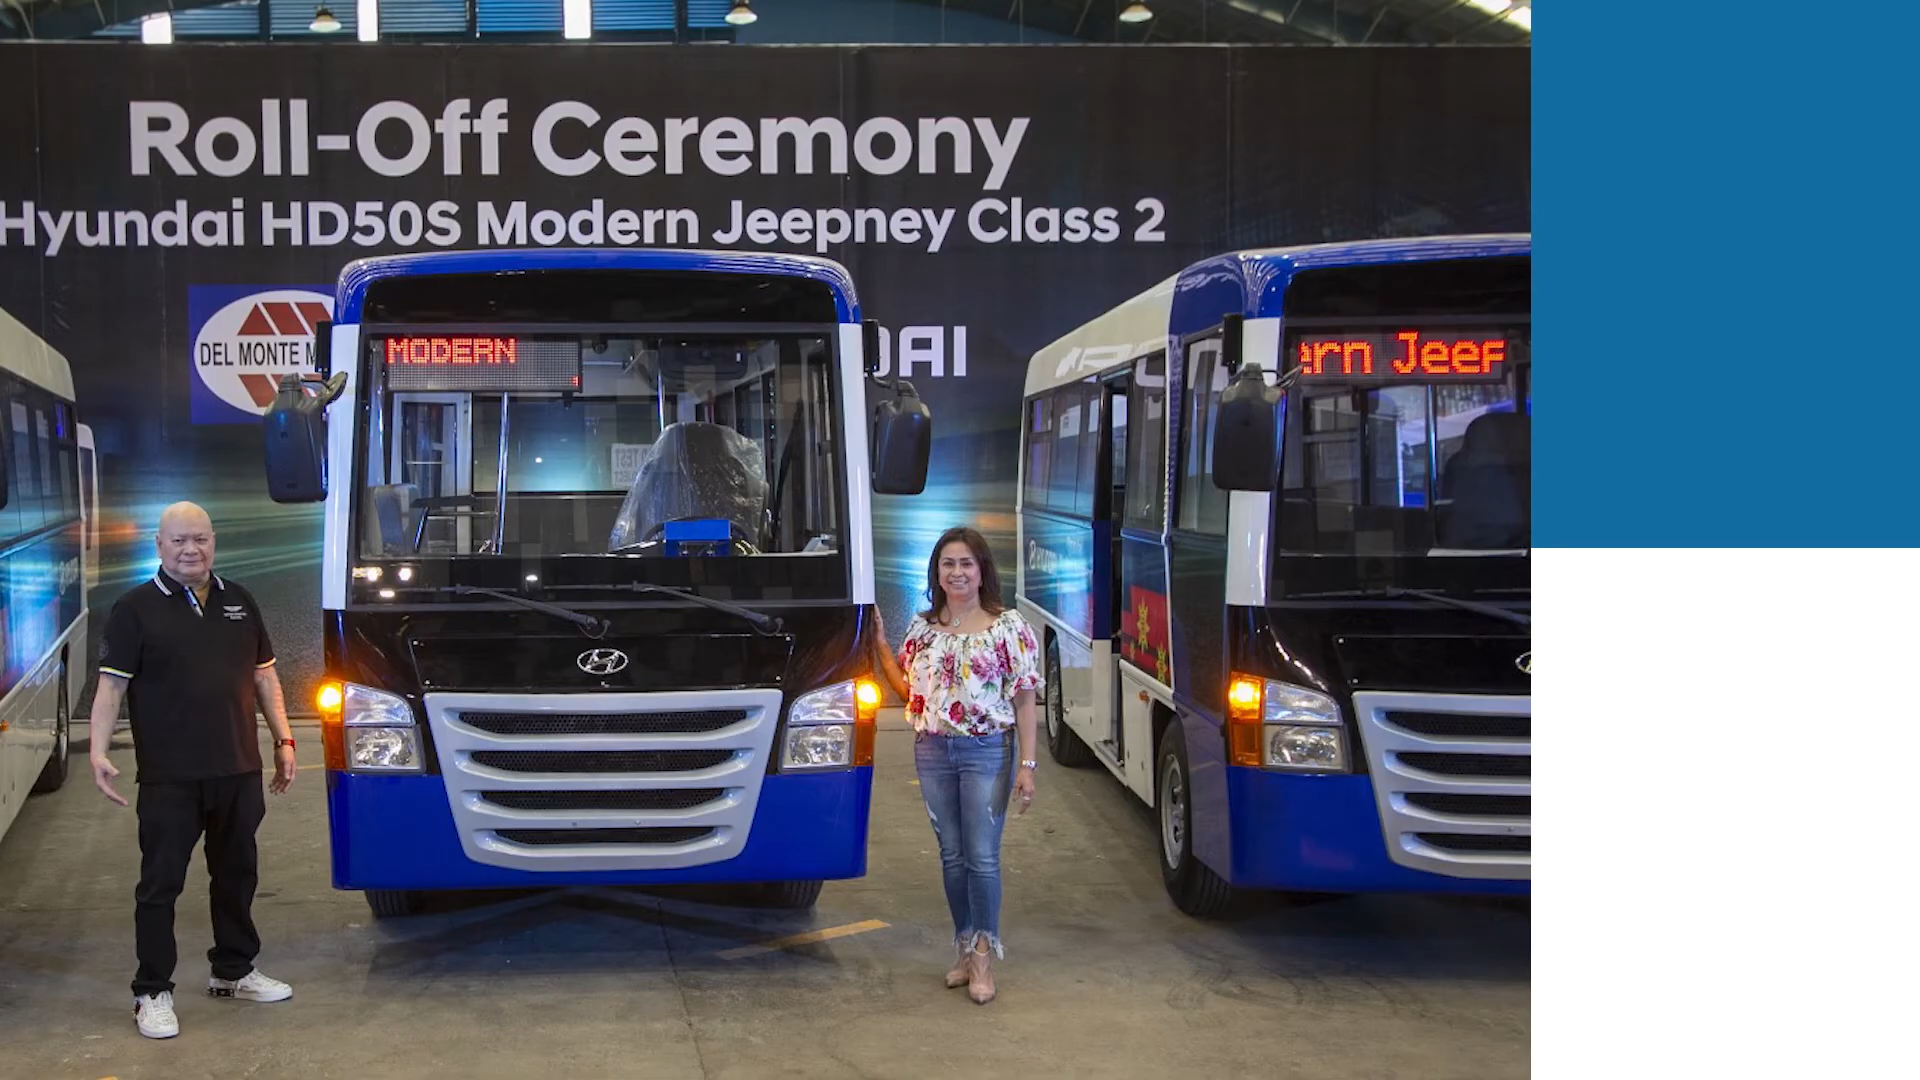 Roll-Off Ceremony
Hyundai HD50S Modern Jeepney Class 2
DEL MONTE
MODERN
DAI
ern Jeep